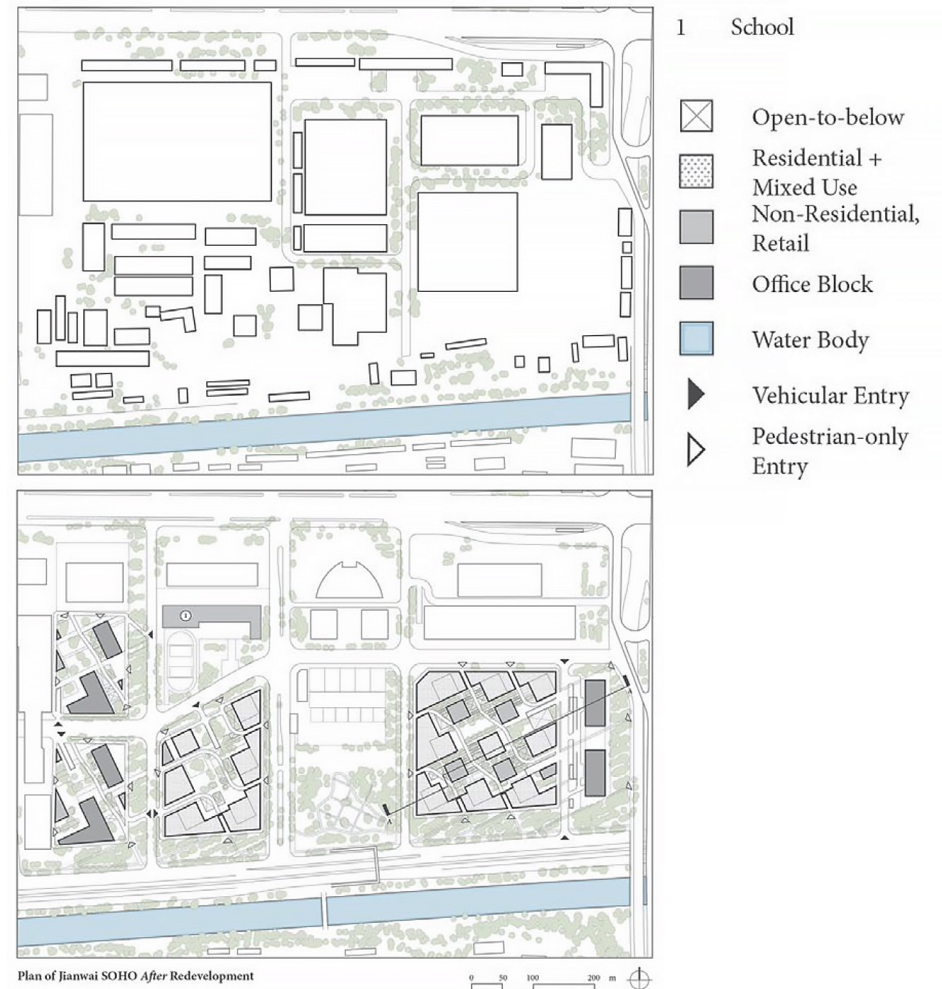 1 School
Open-to-below
Residential +
Mixed Use
Non-Residential,
Retail
Office Block
Water Body
Vehicular Entry
Pedestrian-only
Entry
1
A
Plan of Jianwai SOHO After Redevelopment
0 50 100 200 m